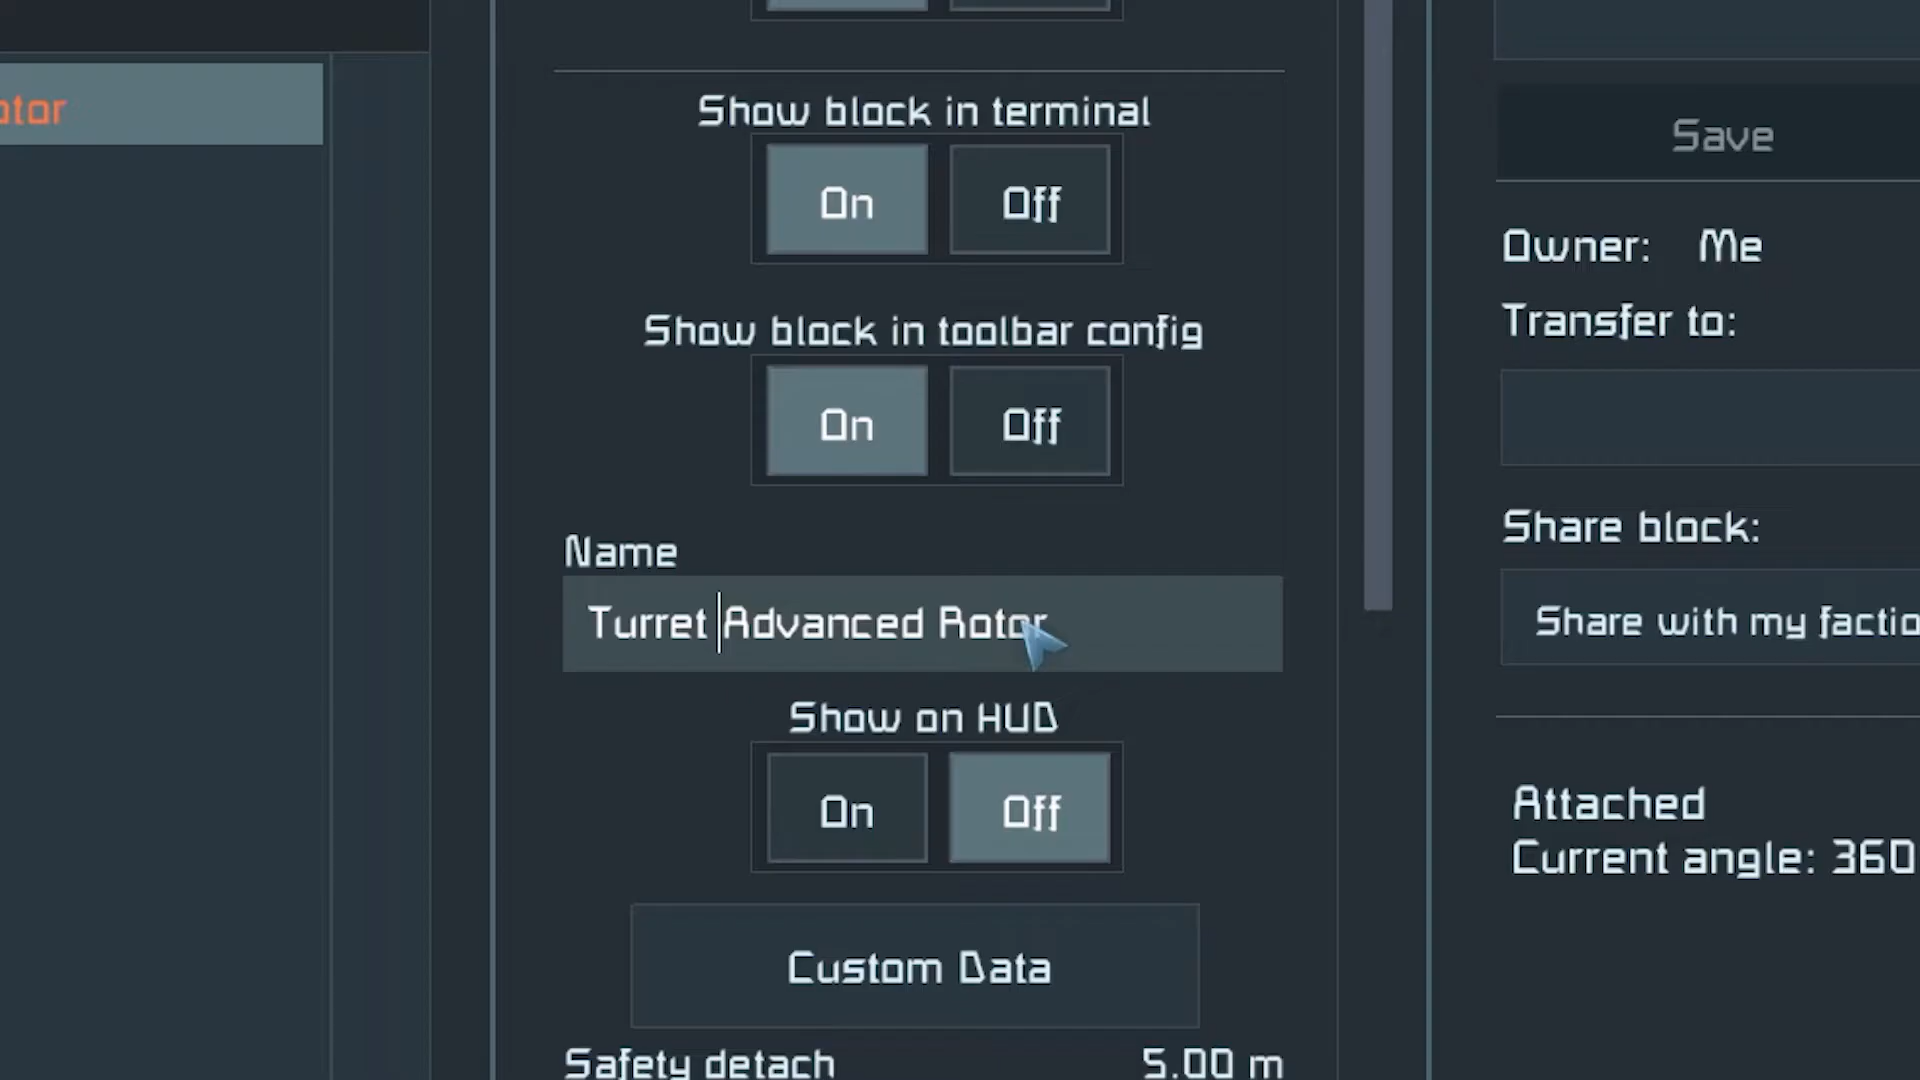 otor
Show block in terminal
On Off
Show block in toolbar config
On Off
Name
Turret Advanced Rotor
Show on HUD
On Off
Custom Data
Safety detach 5.00 m
Save
Owner: Me
Transfer to:
Share block:
Share with my factio
Attached
Current angle: 360